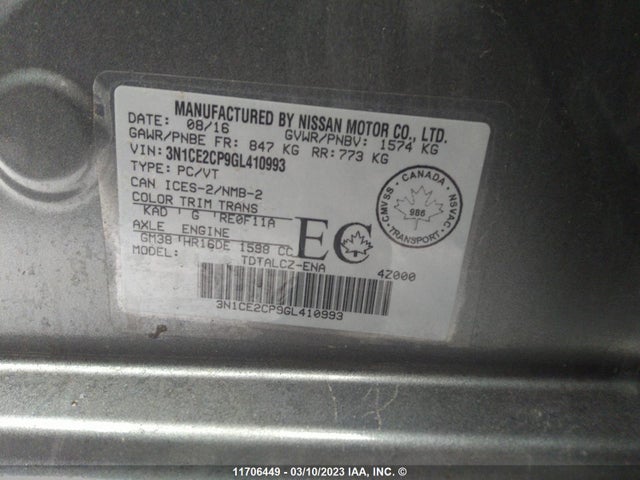 MANUFACTURED BY NISSAN MOTOR CO., LTD.
DATE: 08/16 GVWR/PNBV: 1574 KG
GAWR/PNBE FR: 847 KG RR: 773 KG
VIN: 3N1CE2CP9GL410993
TYPE: PC/VT
CAN ICES-2/NMB-2
COLOR TRIM TRANS
KAD ' G ' RE0F11A
AXLE ENGINE
GM38 'HR16DE 1598 CC
MODEL: TDTALCZ-ENA
EC
4Z000
3N1CE2CP9GL410993
CMVSS - CANADA - NSVAC
986
TRANSPORT
11706449 - 03/10/2023 IAA, INC. ©